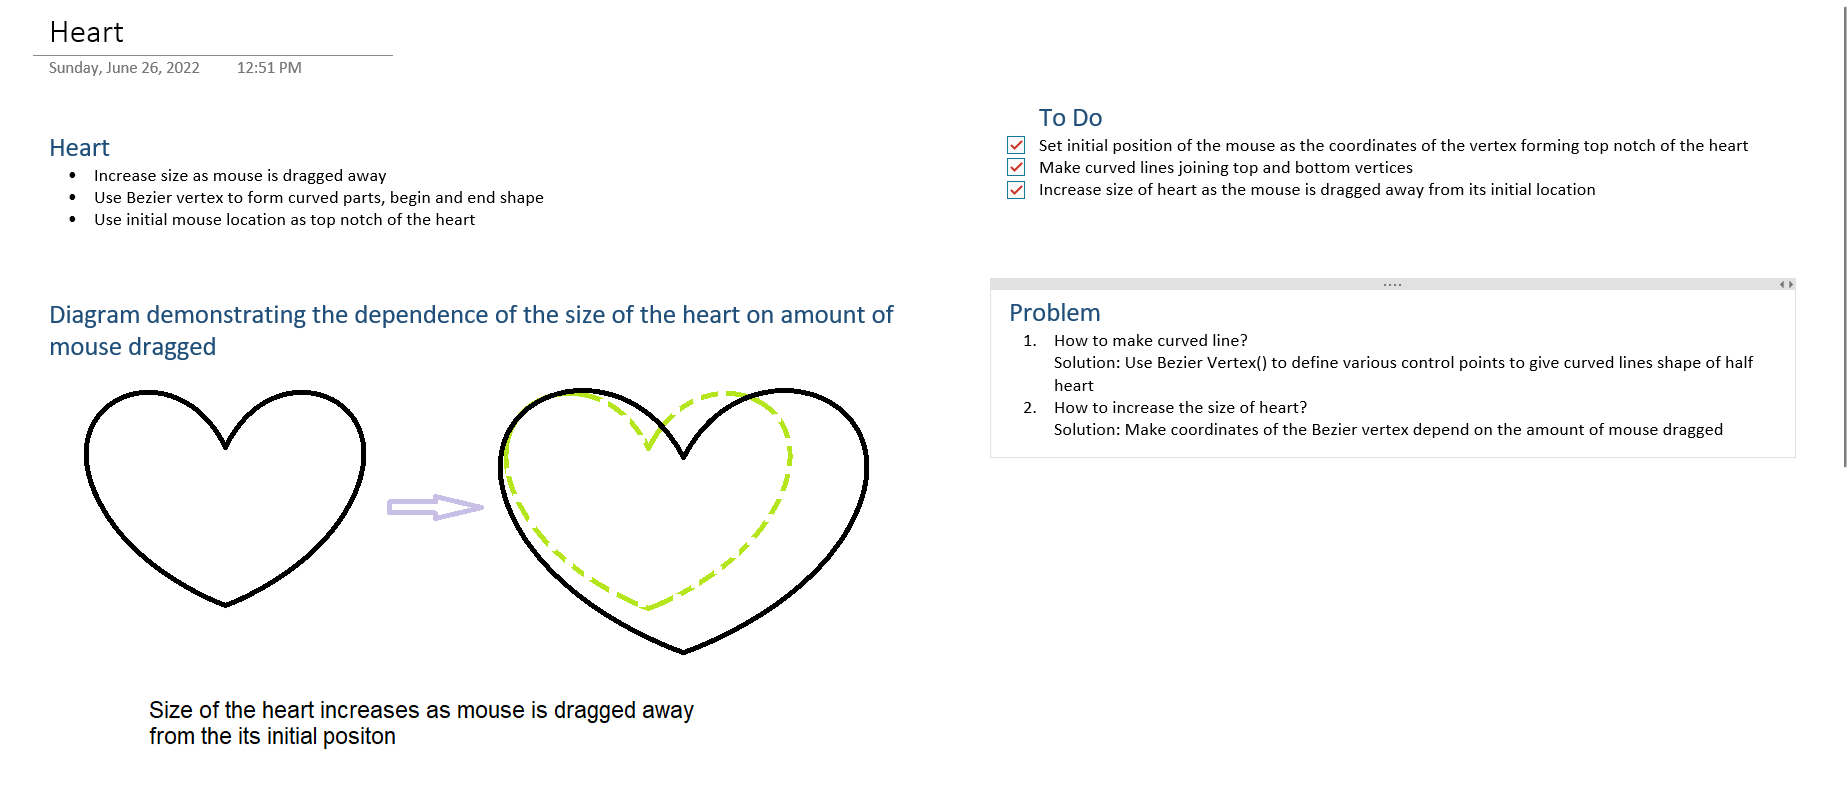 Heart
Sunday, June 26, 2022 12:51 PM
Heart
• Increase size as mouse is dragged away
• Use Bezier vertex to form curved parts, begin and end shape
• Use initial mouse location as top notch of the heart
Diagram demonstrating the dependence of the size of the heart on amount of
mouse dragged
Size of the heart increases as mouse is dragged away
from the its initial positon
To Do
Set initial position of the mouse as the coordinates of the vertex forming top notch of the heart
Make curved lines joining top and bottom vertices
Increase size of heart as the mouse is dragged away from its initial location
Problem
1. How to make curved line?
Solution: Use Bezier Vertex() to define various control points to give curved lines shape of half
heart
2. How to increase the size of heart?
Solution: Make coordinates of the Bezier vertex depend on the amount of mouse dragged